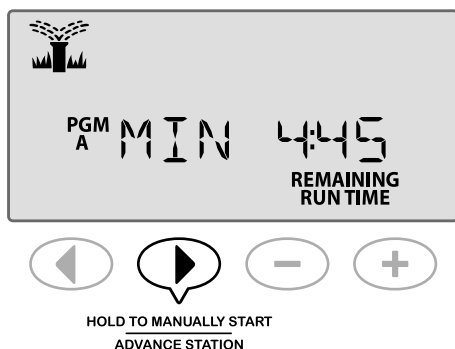 PGM
A
MIN 4:45
REMAINING
RUN TIME
HOLD TO MANUALLY START
ADVANCE STATION